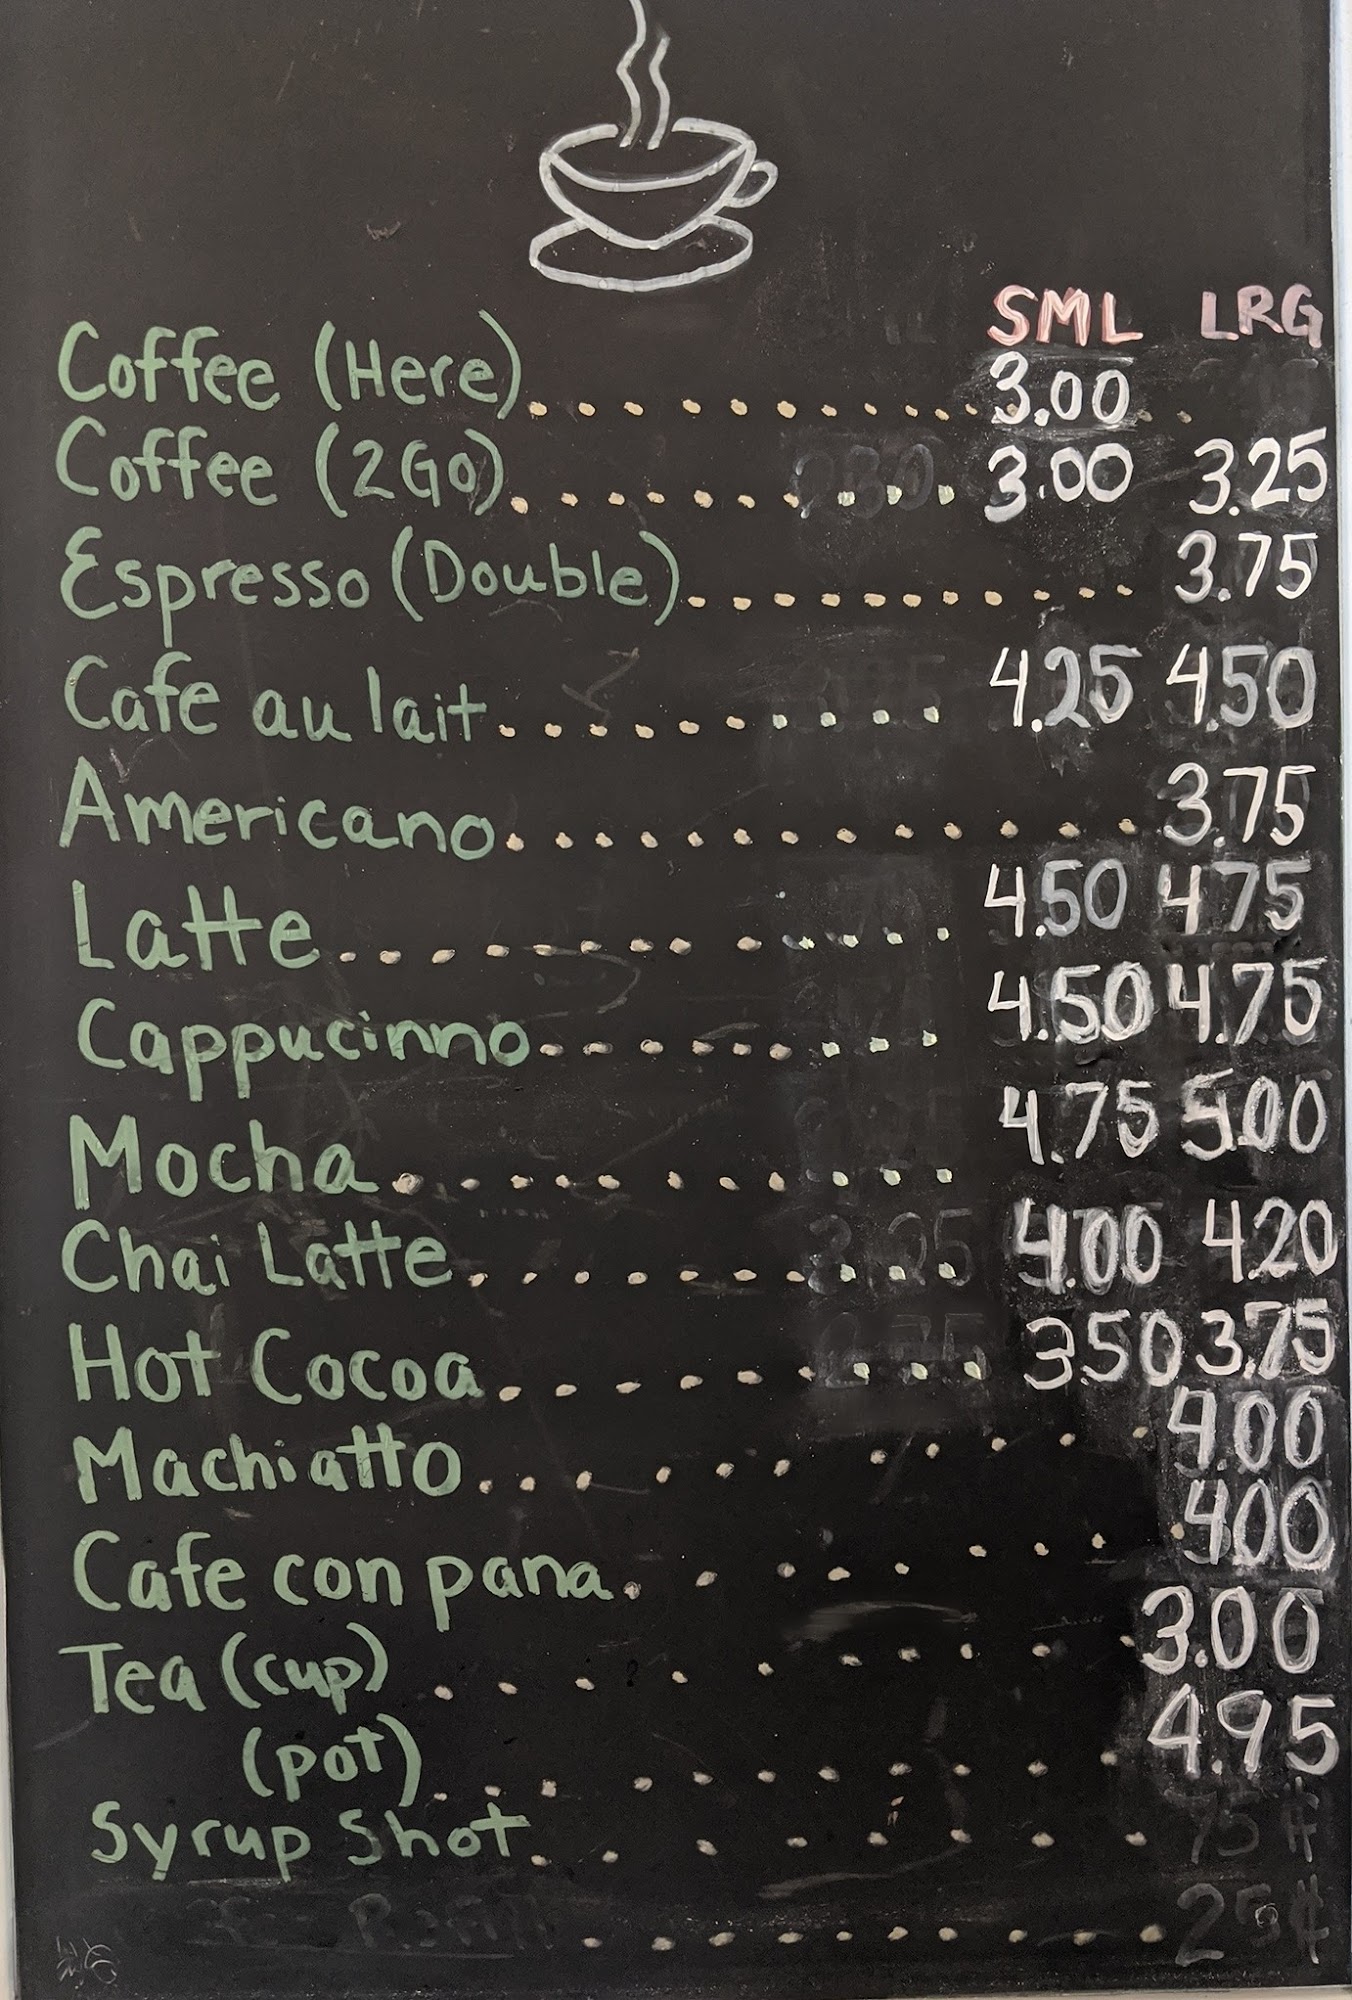 SML LRG
Coffee (Here) 3.00
Coffee (2Go) 3.00 3.25
Espresso (Double) 3.75
Cafe au lait 4.25 4.50
Americano 3.75
Latte 4.50 4.75
Cappucinno 4.50 4.75
Mocha 4.75 5.00
Chai Latte 4.00 4.20
Hot Cocoa 3.50 3.75
Machiatto 4.00
Cafe con pana 4.00
Tea (cup) 3.00
(pot) 4.95
Syrup Shot 75¢
Refill 25¢